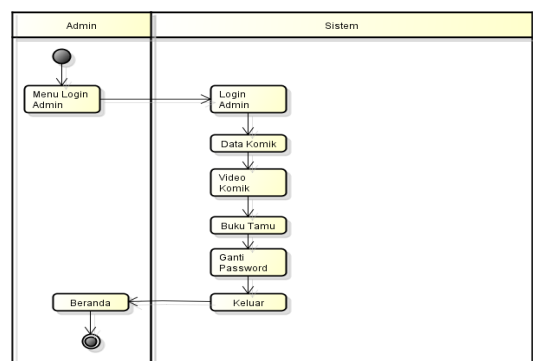 Admin
Sistem
Menu Login
Admin
Login
Admin
Data Komik
Video
Komik
Buku Tamu
Ganti
Password
Keluar
Beranda